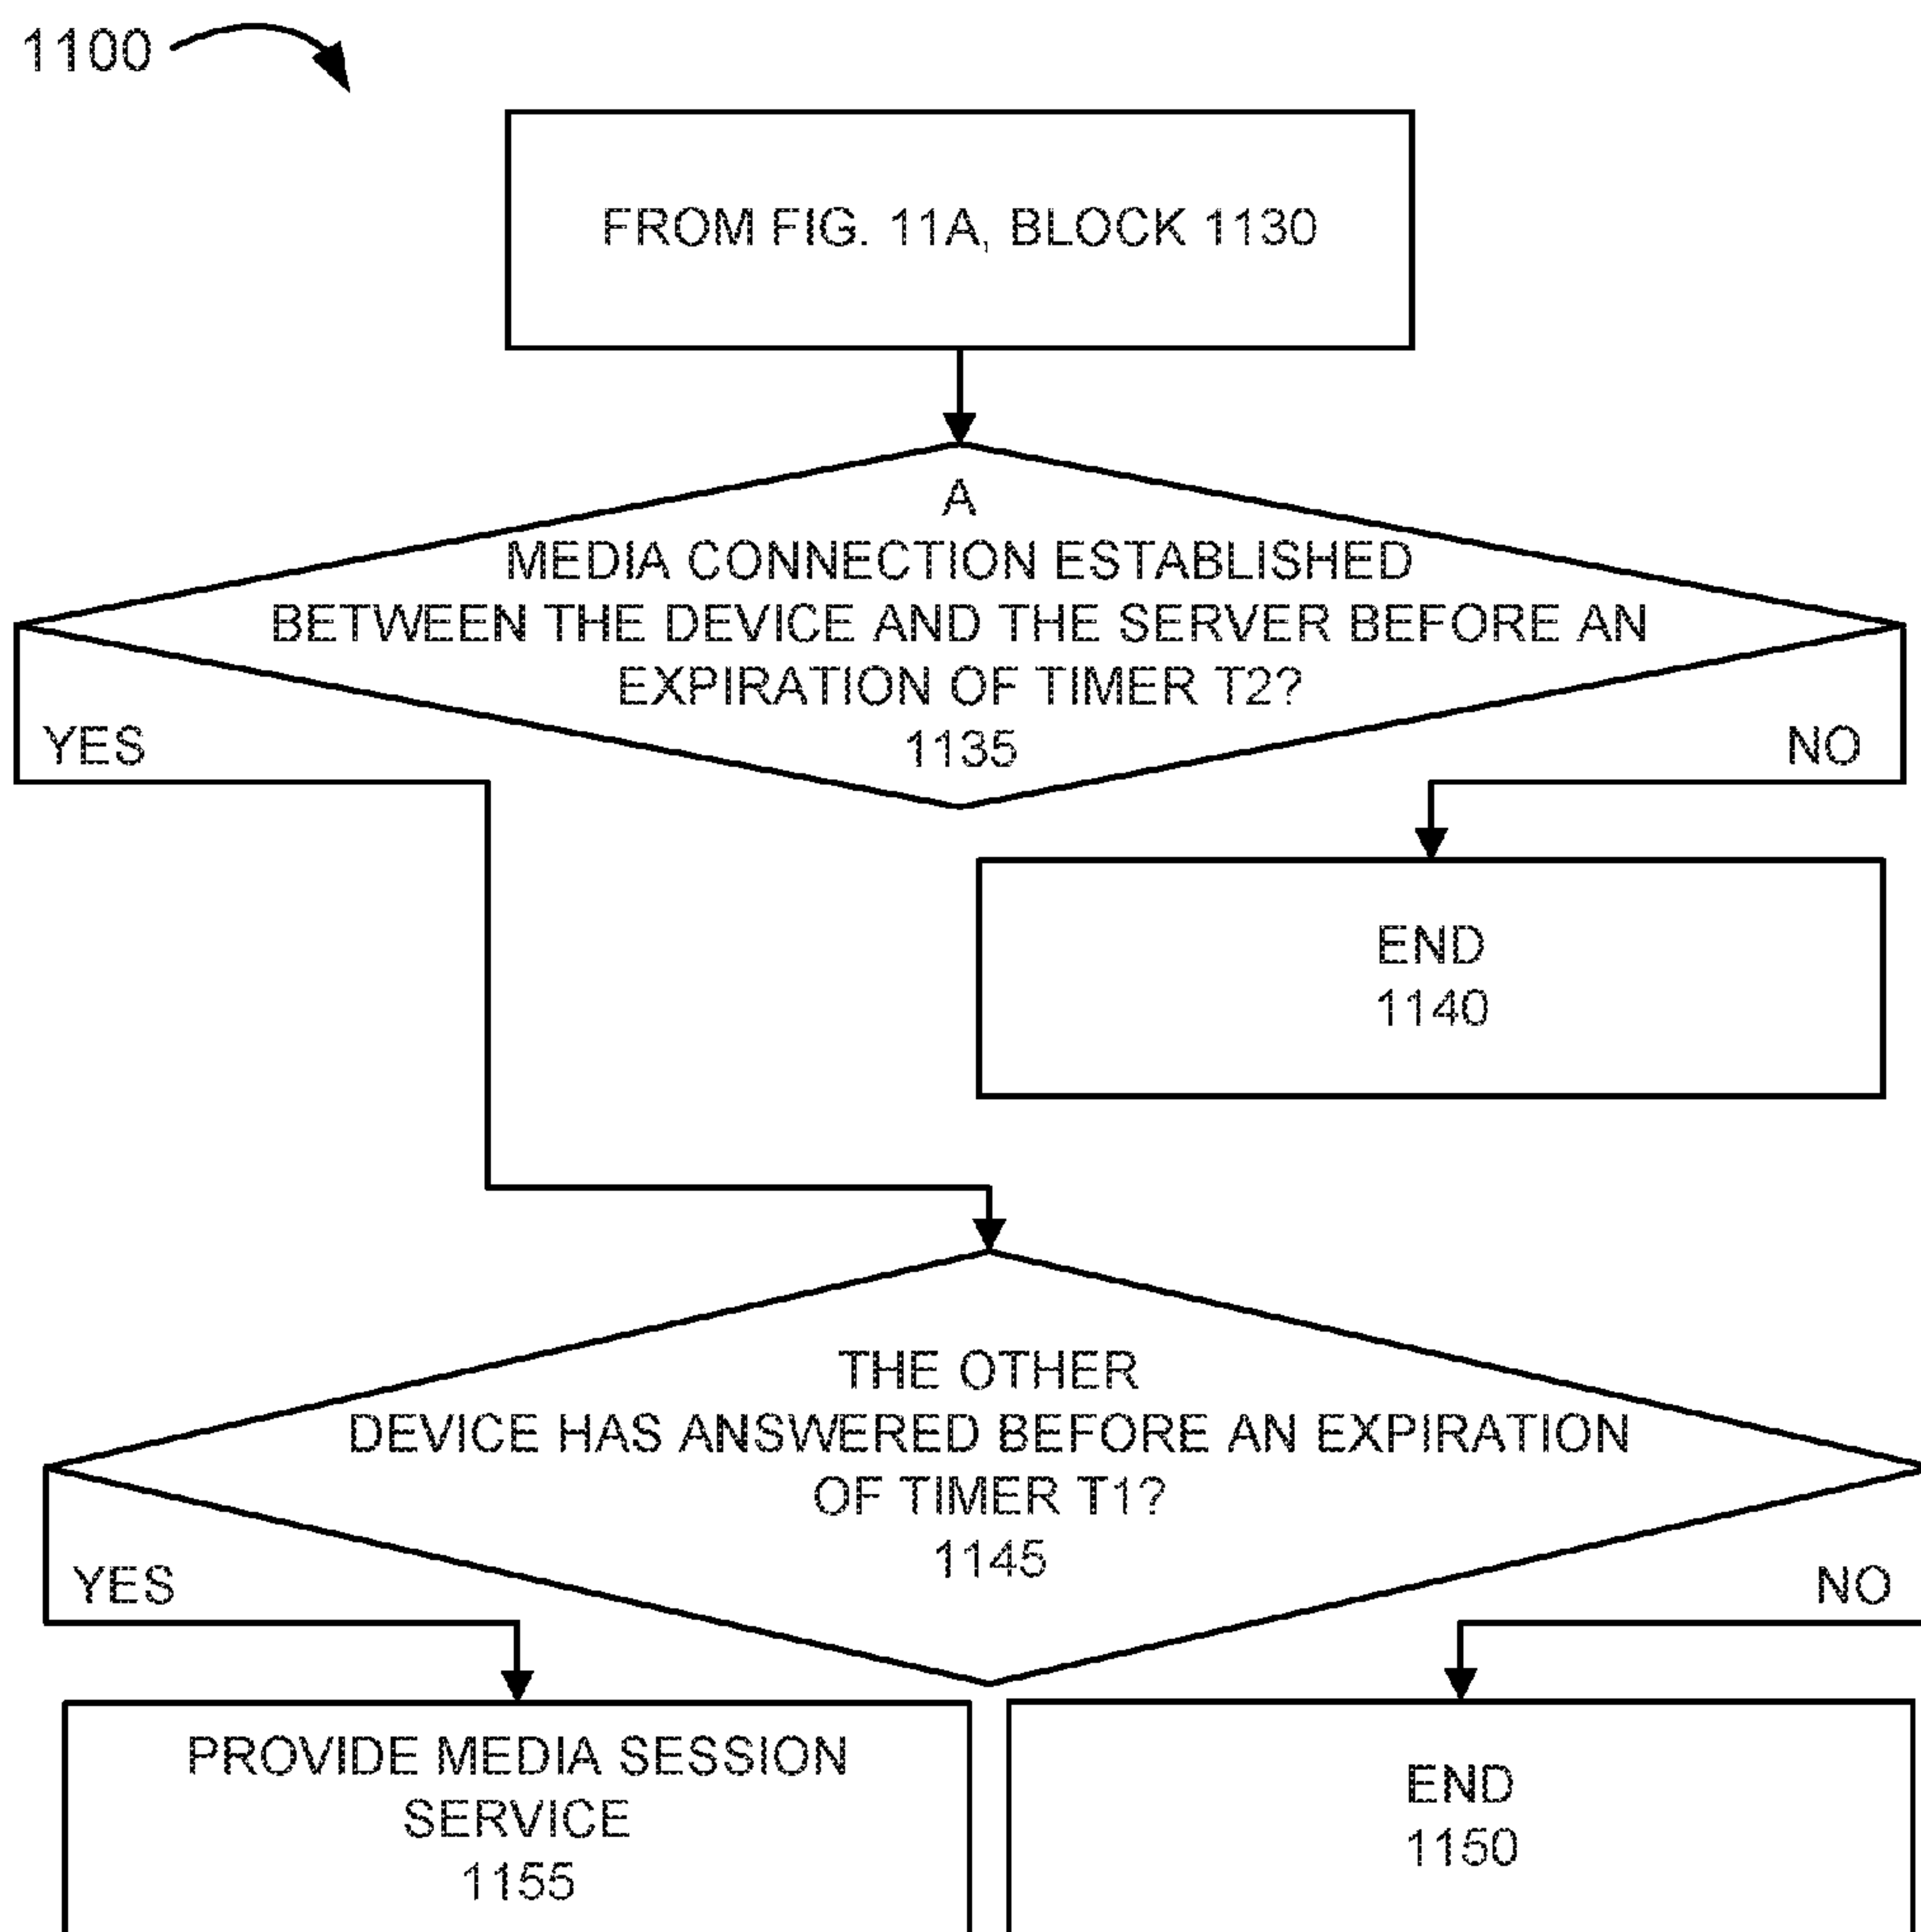 1100
FROM FIG. 11A, BLOCK 1130
A
MEDIA CONNECTION ESTABLISHED
BETWEEN THE DEVICE AND THE SERVER BEFORE AN
EXPIRATION OF TIMER T2?
1135
YES
NO
END
1140
THE OTHER
DEVICE HAS ANSWERED BEFORE AN EXPIRATION
OF TIMER T1?
1145
YES
NO
PROVIDE MEDIA SESSION
SERVICE
1155
END
1150